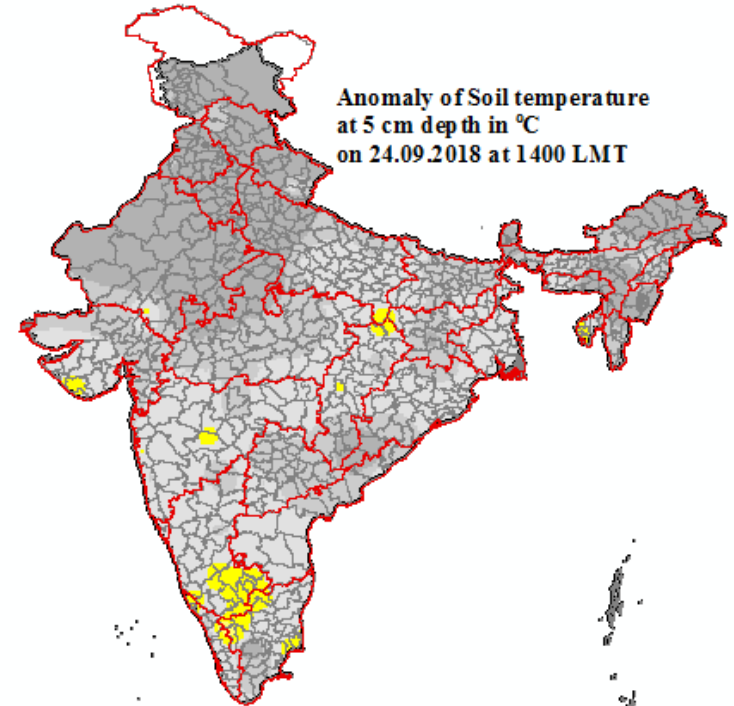 Anomaly of Soil temperature
at 5 cm depth in ⁰C
on 24.09.2018 at 1400 LMT